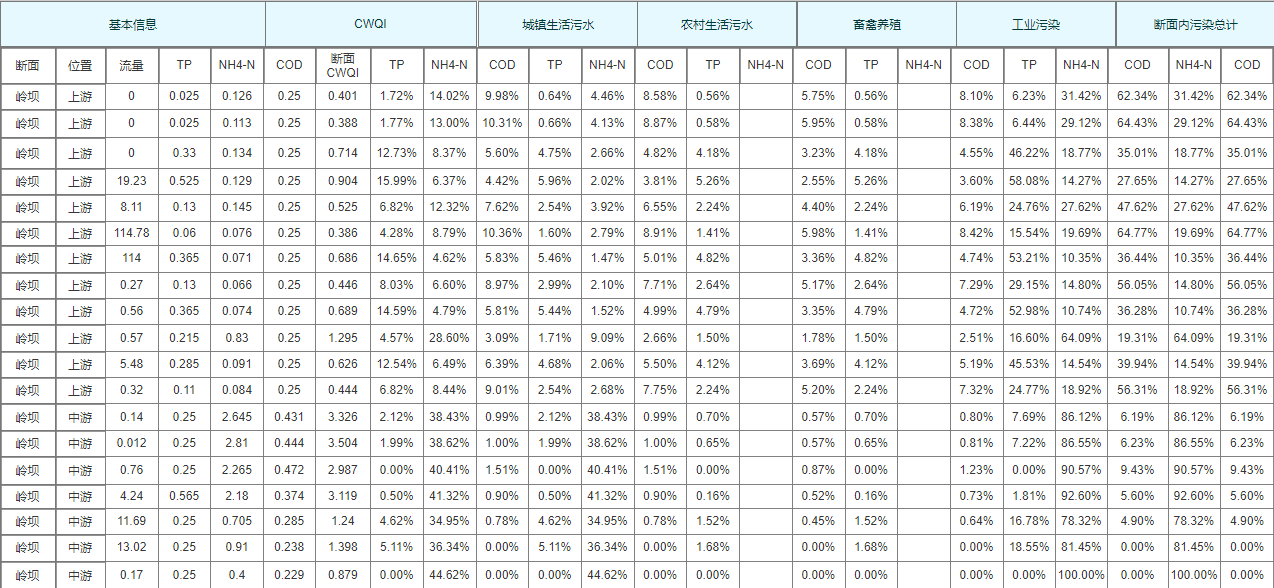 基本信息 CWQI 城镇生活污水 农村生活污水 畜禽养殖 工业污染 断面内污染总计
断面 位置 流量 TP NH4-N COD 断面 CWQI TP NH4-N COD TP NH4-N COD TP NH4-N COD TP NH4-N COD TP NH4-N COD NH4-N COD
岭坝 上游 0 0.025 0.126 0.25 0.401 1.72% 14.02% 9.98% 0.64% 4.46% 8.58% 0.56% 5.75% 0.56% 8.10% 6.23% 31.42% 62.34% 31.42% 62.34%
岭坝 上游 0 0.025 0.113 0.25 0.388 1.77% 13.00% 10.31% 0.66% 4.13% 8.87% 0.58% 5.95% 0.58% 8.38% 6.44% 29.12% 64.43% 29.12% 64.43%
岭坝 上游 0 0.33 0.134 0.25 0.714 12.73% 8.37% 5.60% 4.75% 2.66% 4.82% 4.18% 3.23% 4.18% 4.55% 46.22% 18.77% 35.01% 18.77% 35.01%
岭坝 上游 19.23 0.525 0.129 0.25 0.904 15.99% 6.37% 4.42% 5.96% 2.02% 3.81% 5.26% 2.55% 5.26% 3.60% 58.08% 14.27% 27.65% 14.27% 27.65%
岭坝 上游 8.11 0.13 0.145 0.25 0.525 6.82% 12.32% 7.62% 2.54% 3.92% 6.55% 2.24% 4.40% 2.24% 6.19% 24.76% 27.62% 47.62% 27.62% 47.62%
岭坝 上游 114.78 0.06 0.076 0.25 0.386 4.28% 8.79% 10.36% 1.60% 2.79% 8.91% 1.41% 5.98% 1.41% 8.42% 15.54% 19.69% 64.77% 19.69% 64.77%
岭坝 上游 114 0.365 0.071 0.25 0.686 14.65% 4.62% 5.83% 5.46% 1.47% 5.01% 4.82% 3.36% 4.82% 4.74% 53.21% 10.35% 36.44% 10.35% 36.44%
岭坝 上游 0.27 0.13 0.066 0.25 0.446 8.03% 6.60% 8.97% 2.99% 2.10% 7.71% 2.64% 5.17% 2.64% 7.29% 29.15% 14.80% 56.05% 14.80% 56.05%
岭坝 上游 0.56 0.365 0.074 0.25 0.689 14.59% 4.79% 5.81% 5.44% 1.52% 4.99% 4.79% 3.35% 4.79% 4.72% 52.98% 10.74% 36.28% 10.74% 36.28%
岭坝 上游 0.57 0.215 0.83 0.25 1.295 4.57% 28.60% 3.09% 1.71% 9.09% 2.66% 1.50% 1.78% 1.50% 2.51% 16.60% 64.09% 19.31% 64.09% 19.31%
岭坝 上游 5.48 0.285 0.091 0.25 0.626 12.54% 6.49% 6.39% 4.68% 2.06% 5.50% 4.12% 3.69% 4.12% 5.19% 45.53% 14.54% 39.94% 14.54% 39.94%
岭坝 上游 0.32 0.11 0.084 0.25 0.444 6.82% 8.44% 9.01% 2.54% 2.68% 7.75% 2.24% 5.20% 2.24% 7.32% 24.77% 18.92% 56.31% 18.92% 56.31%
岭坝 中游 0.14 0.25 2.645 0.431 3.326 2.12% 38.43% 0.99% 2.12% 38.43% 0.99% 0.70% 0.57% 0.70% 0.80% 7.69% 86.12% 6.19% 86.12% 6.19%
岭坝 中游 0.012 0.25 2.81 0.444 3.504 1.99% 38.62% 1.00% 1.99% 38.62% 1.00% 0.65% 0.57% 0.65% 0.81% 7.22% 86.55% 6.23% 86.55% 6.23%
岭坝 中游 0.76 0.25 2.265 0.472 2.987 0.00% 40.41% 1.51% 0.00% 40.41% 1.51% 0.00% 0.87% 0.00% 1.23% 0.00% 90.57% 9.43% 90.57% 9.43%
岭坝 中游 4.24 0.565 2.18 0.374 3.119 0.50% 41.32% 0.90% 0.50% 41.32% 0.90% 0.16% 0.52% 0.16% 0.73% 1.81% 92.60% 5.60% 92.60% 5.60%
岭坝 中游 11.69 0.25 0.705 0.285 1.24 4.62% 34.95% 0.78% 4.62% 34.95% 0.78% 1.52% 0.45% 1.52% 0.64% 16.78% 78.32% 4.90% 78.32% 4.90%
岭坝 中游 13.02 0.25 0.91 0.238 1.398 5.11% 36.34% 0.00% 5.11% 36.34% 0.00% 1.68% 0.00% 1.68% 0.00% 18.55% 81.45% 0.00% 81.45% 0.00%
岭坝 中游 0.17 0.25 0.4 0.229 0.879 0.00% 44.62% 0.00% 0.00% 44.62% 0.00% 0.00% 0.00% 0.00% 0.00% 0.00% 100.00% 0.00% 100.00% 0.00%